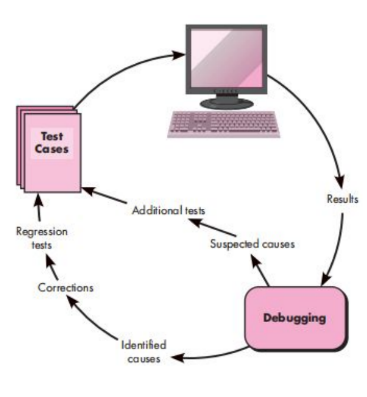 Test
Cases
Results
Additional tests
Suspected causes
Regression
tests
Corrections
Debugging
Identified
causes